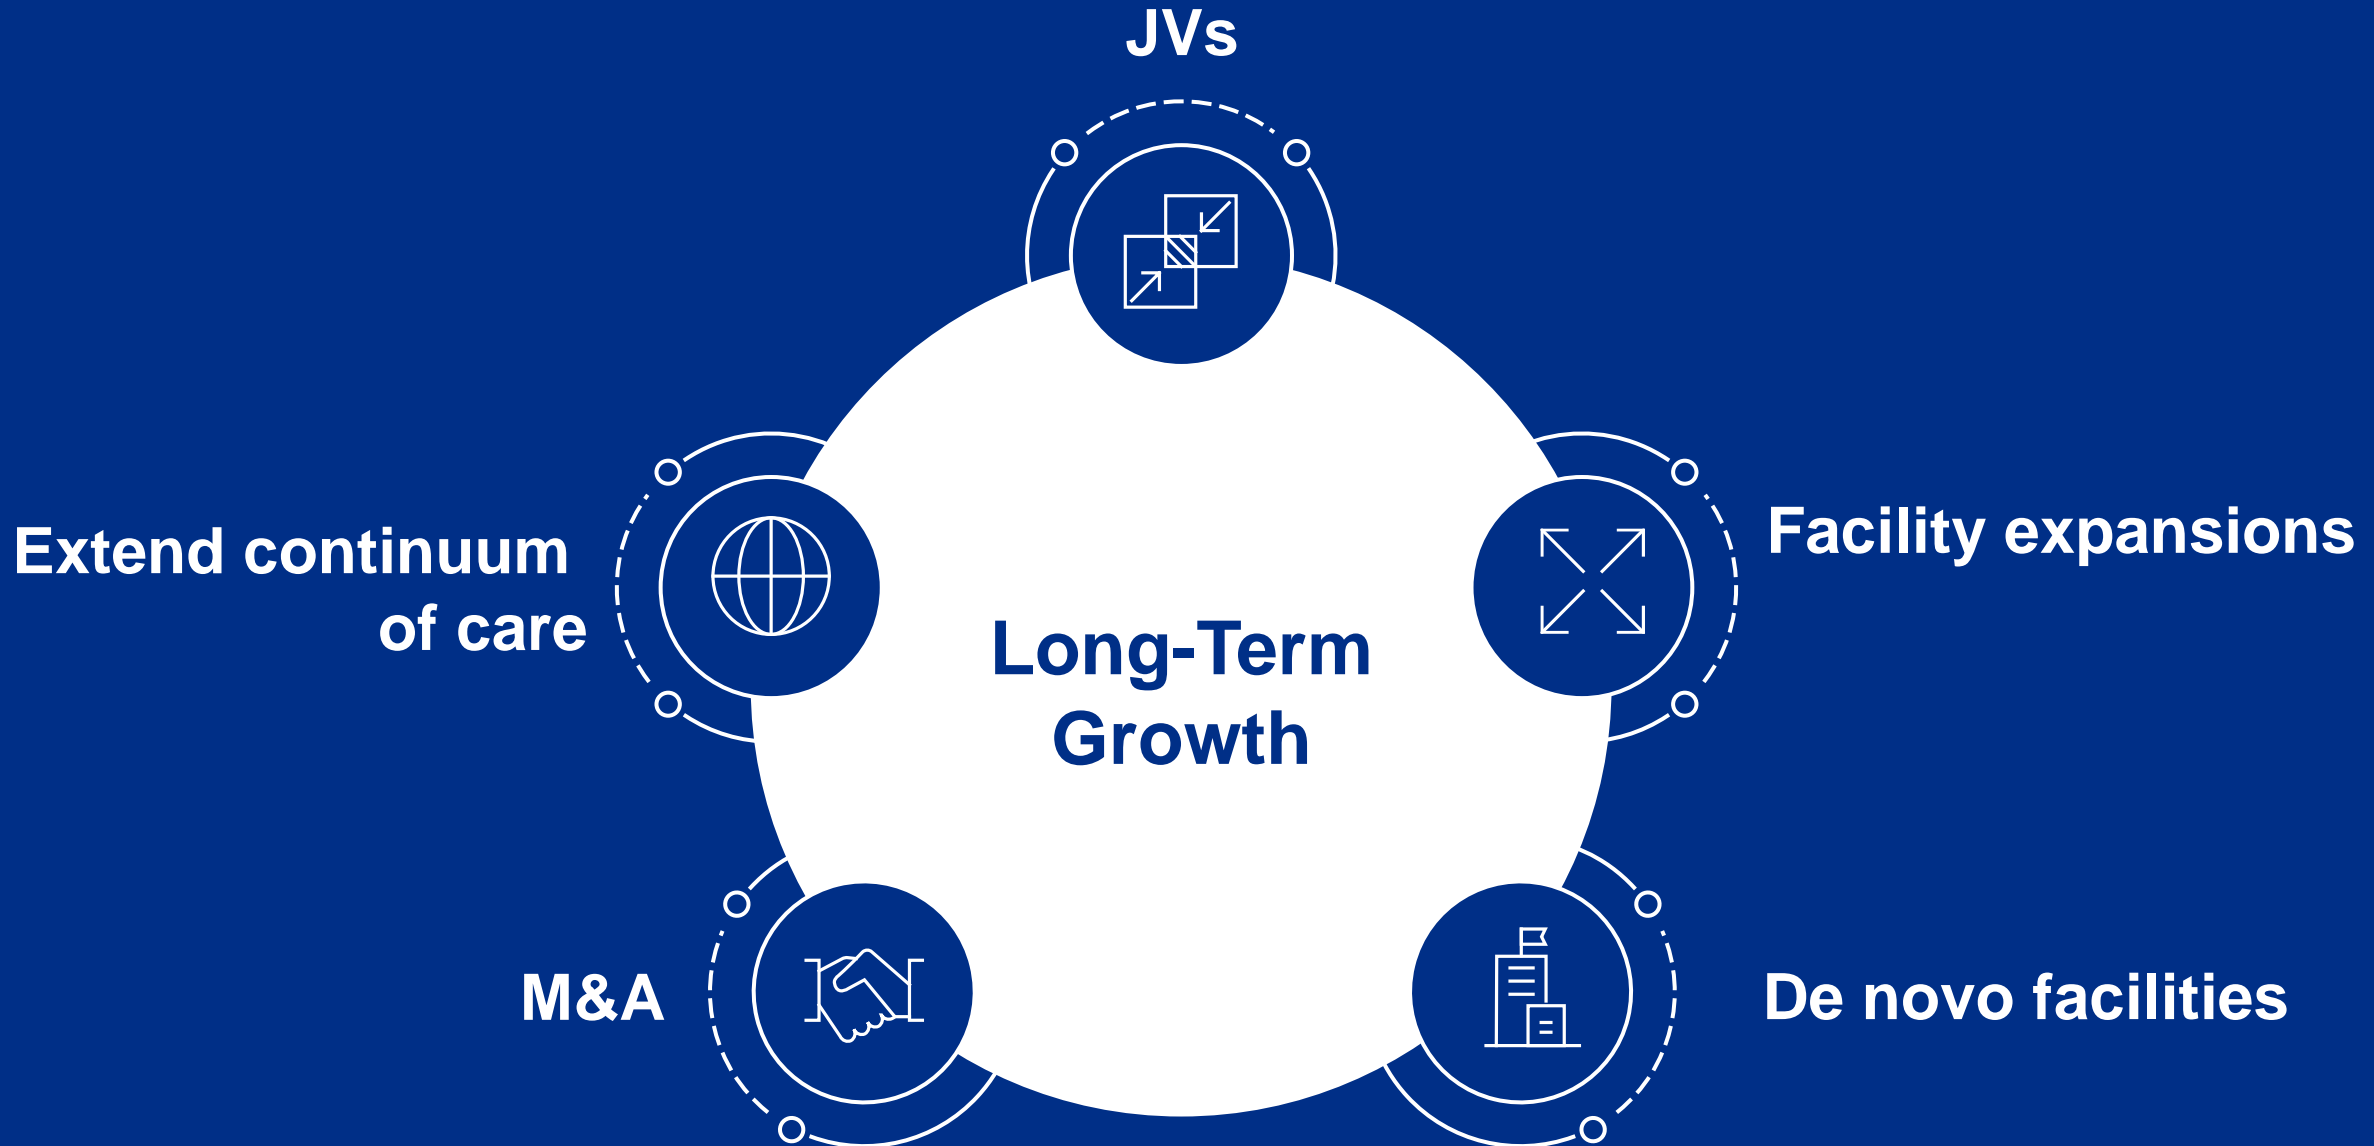 JVs
Extend continuum
of care
Facility expansions
Long-Term
Growth
M&A
De novo facilities